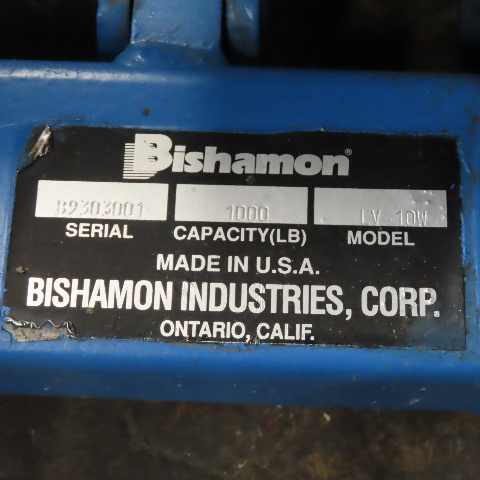 Bishamon®
B9303001 1000 LV-10W
SERIAL CAPACITY(LB) MODEL
MADE IN U.S.A.
BISHAMON INDUSTRIES, CORP.
ONTARIO, CALIF.